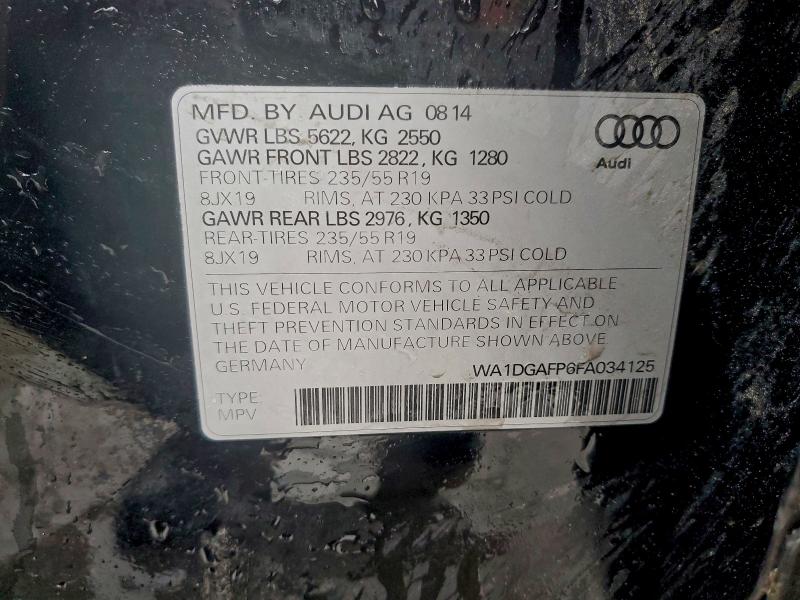 MFD. BY AUDI AG 08 14
GVWR LBS 5622, KG 2550
GAWR FRONT LBS 2822, KG 1280
FRONT-TIRES 235/55 R19
8JX19 RIMS, AT 230 KPA 33 PSI COLD
GAWR REAR LBS 2976, KG 1350
REAR-TIRES 235/55 R19
8JX19 RIMS, AT 230 KPA 33 PSI COLD
Audi
THIS VEHICLE CONFORMS TO ALL APPLICABLE
U.S. FEDERAL MOTOR VEHICLE SAFETY AND
THEFT PREVENTION STANDARDS IN EFFECT ON
THE DATE OF MANUFACTURE SHOWN ABOVE
GERMANY WA1DGAFP6FA034125
TYPE:
MPV